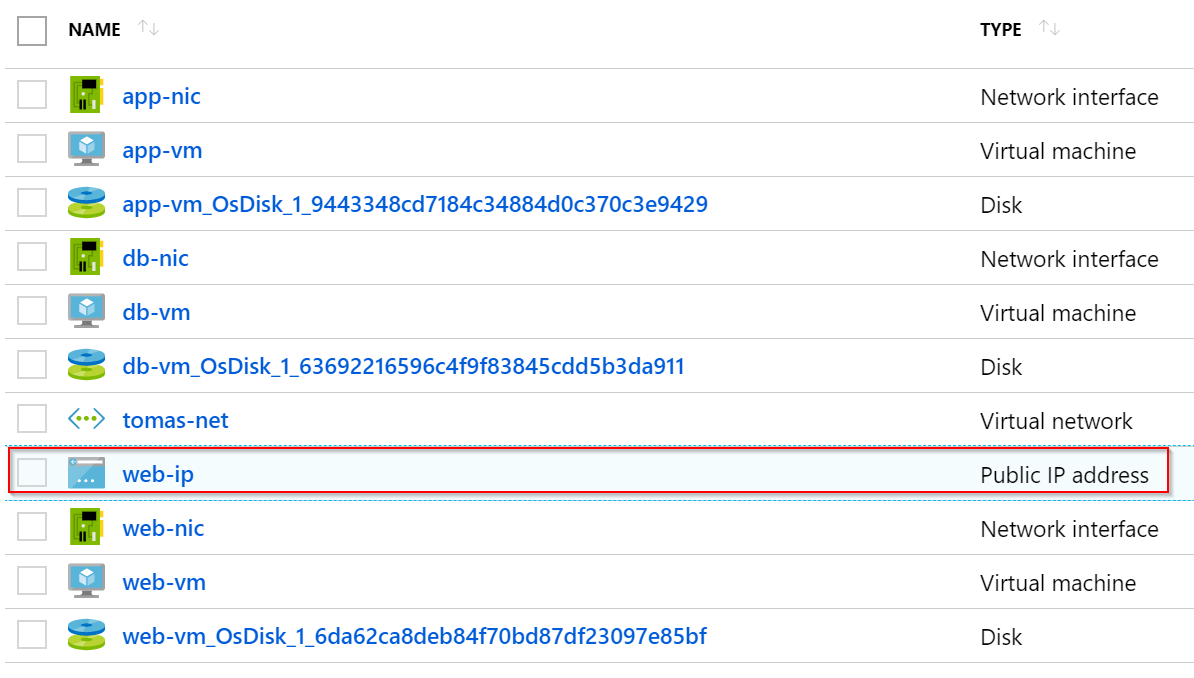 NAME TYPE
app-nic Network interface
app-vm Virtual machine
app-vm_OsDisk_1_9443348cd7184c34884d0c370c3e9429 Disk
db-nic Network interface
db-vm Virtual machine
db-vm_OsDisk_1_63692216596c4f9f83845cdd5b3da911 Disk
tomas-net Virtual network
web-ip Public IP address
web-nic Network interface
web-vm Virtual machine
web-vm_OsDisk_1_6da62ca8deb84f70bd87df23097e85bf Disk